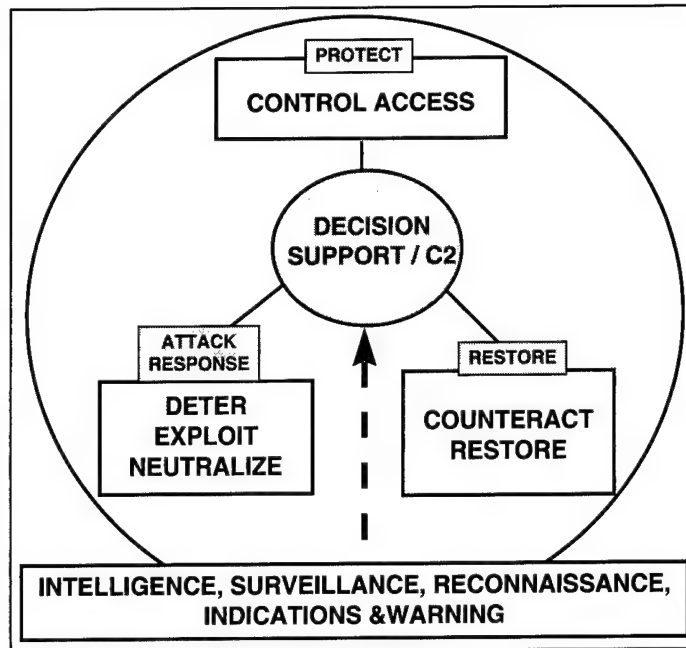 PROTECT
CONTROL ACCESS
DECISION
SUPPORT / C2
ATTACK
RESPONSE
DETER
EXPLOIT
NEUTRALIZE
RESTORE
COUNTERACT
RESTORE
INTELLIGENCE, SURVEILLANCE, RECONNAISSANCE,
INDICATIONS &WARNING